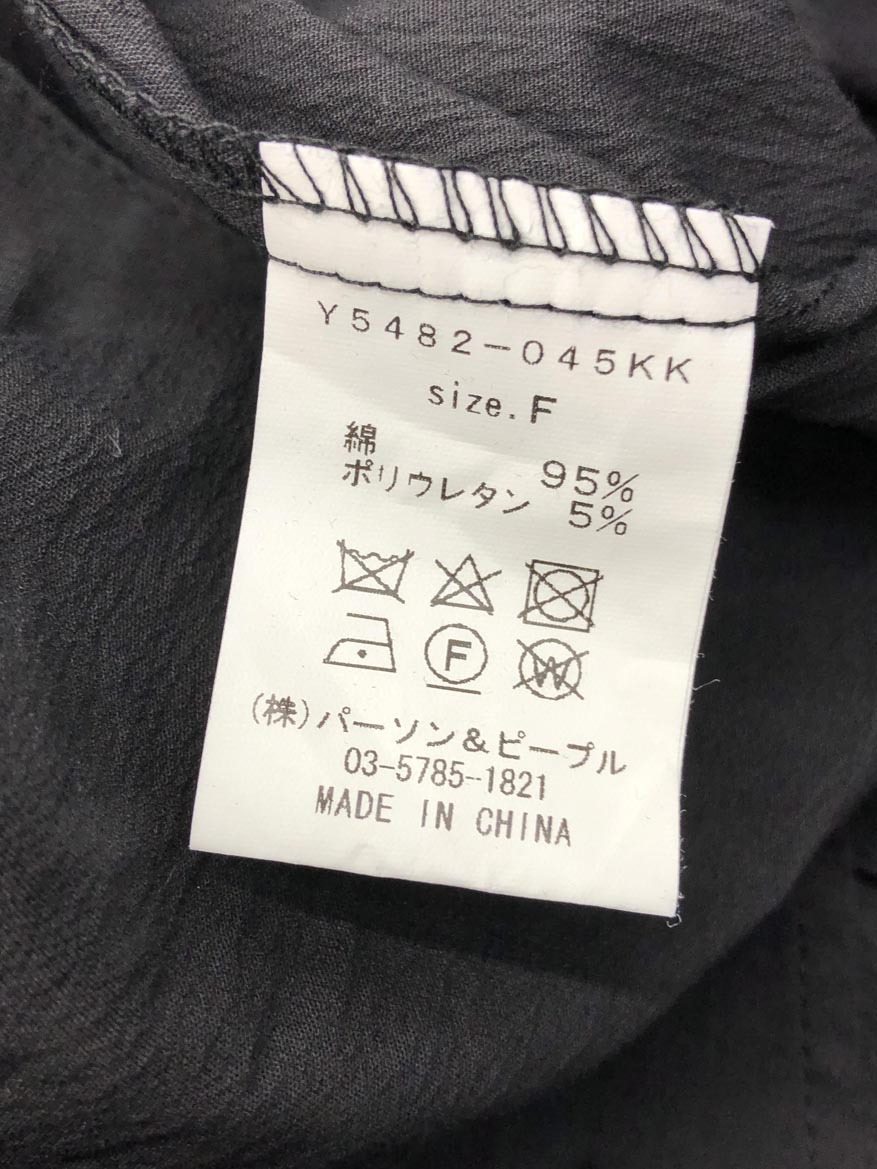 Y5482-045KK
size.F
綿 95%
ポリウレタン 5%
F
W
(株)パーソン&ピープル
03-5785-1821
MADE IN CHINA